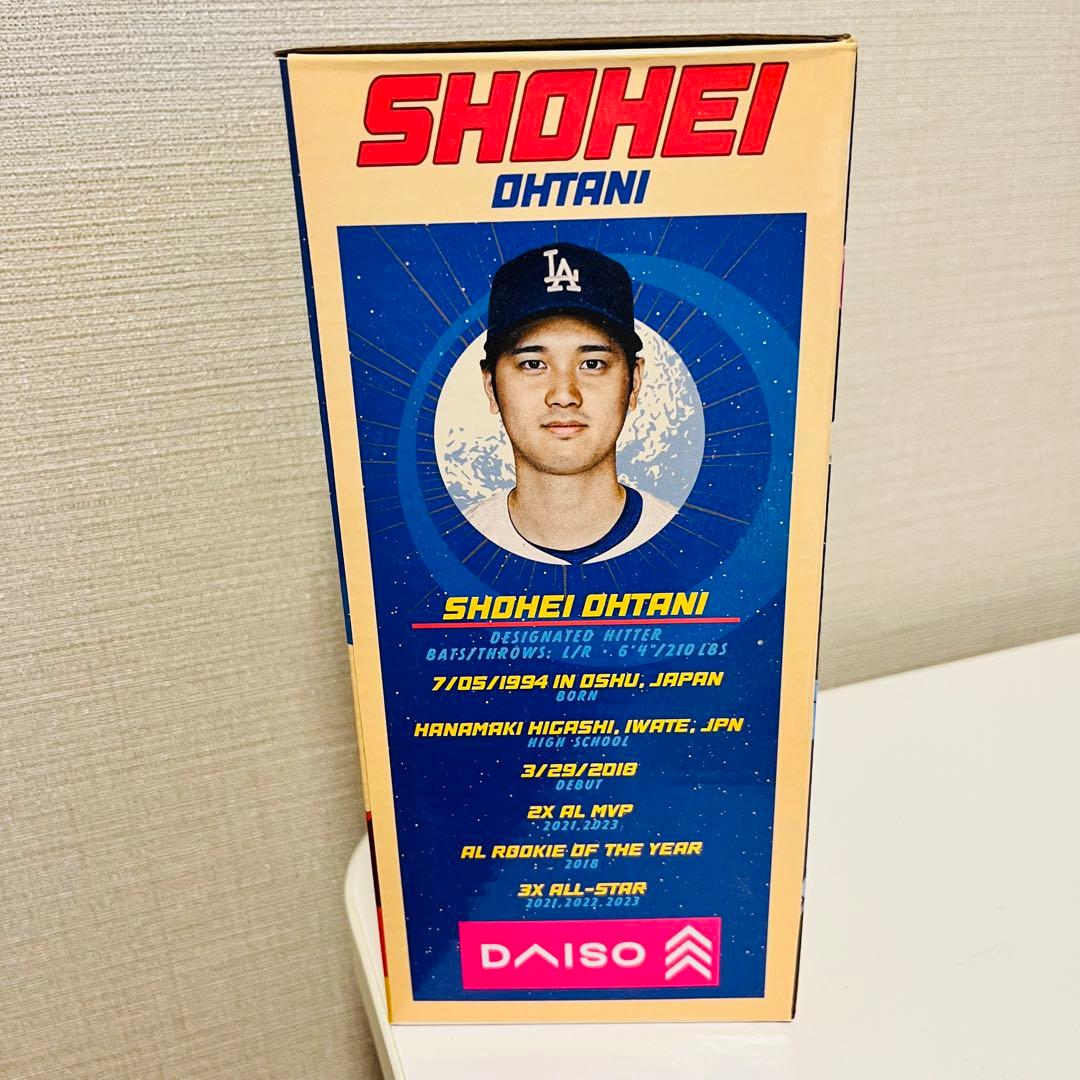 SHOHEI
OHTANI
LA
SHOHEI OHTANI
DESIGNATED HITTER
BATS/THROWS: L/R • 6'4"/210 LBS
7/05/1994 IN OSHU, JAPAN
BORN
HANAMAKI HIGASHI, IWATE, JPN
HIGH SCHOOL
3/29/2018
DEBUT
2X AL MVP
2021,2023
AL ROOKIE OF THE YEAR
2018
3X ALL-STAR
2021,2022,2023
DAISO